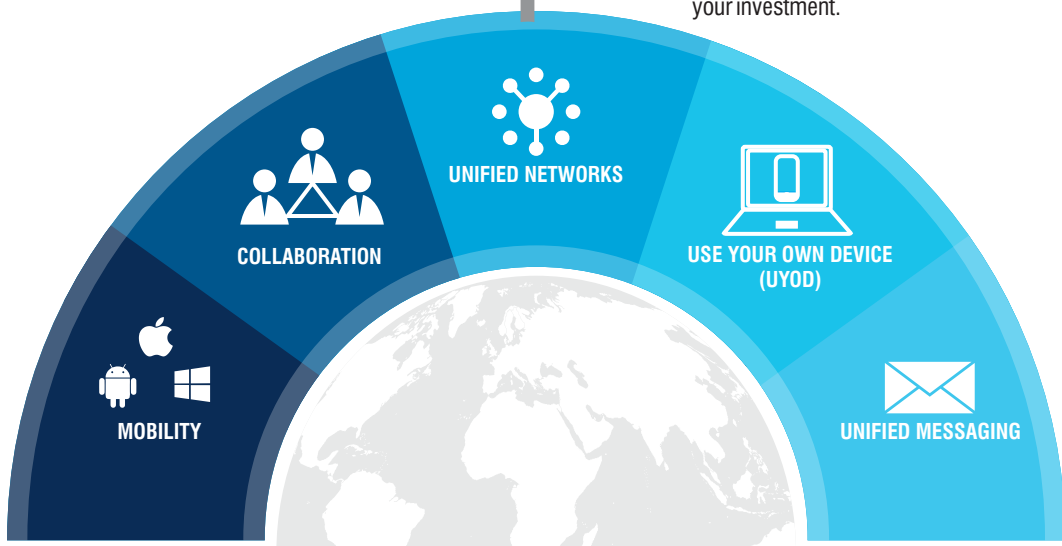 your investment.
UNIFIED NETWORKS
COLLABORATION
USE YOUR OWN DEVICE
(UYOD)
MOBILITY
UNIFIED MESSAGING